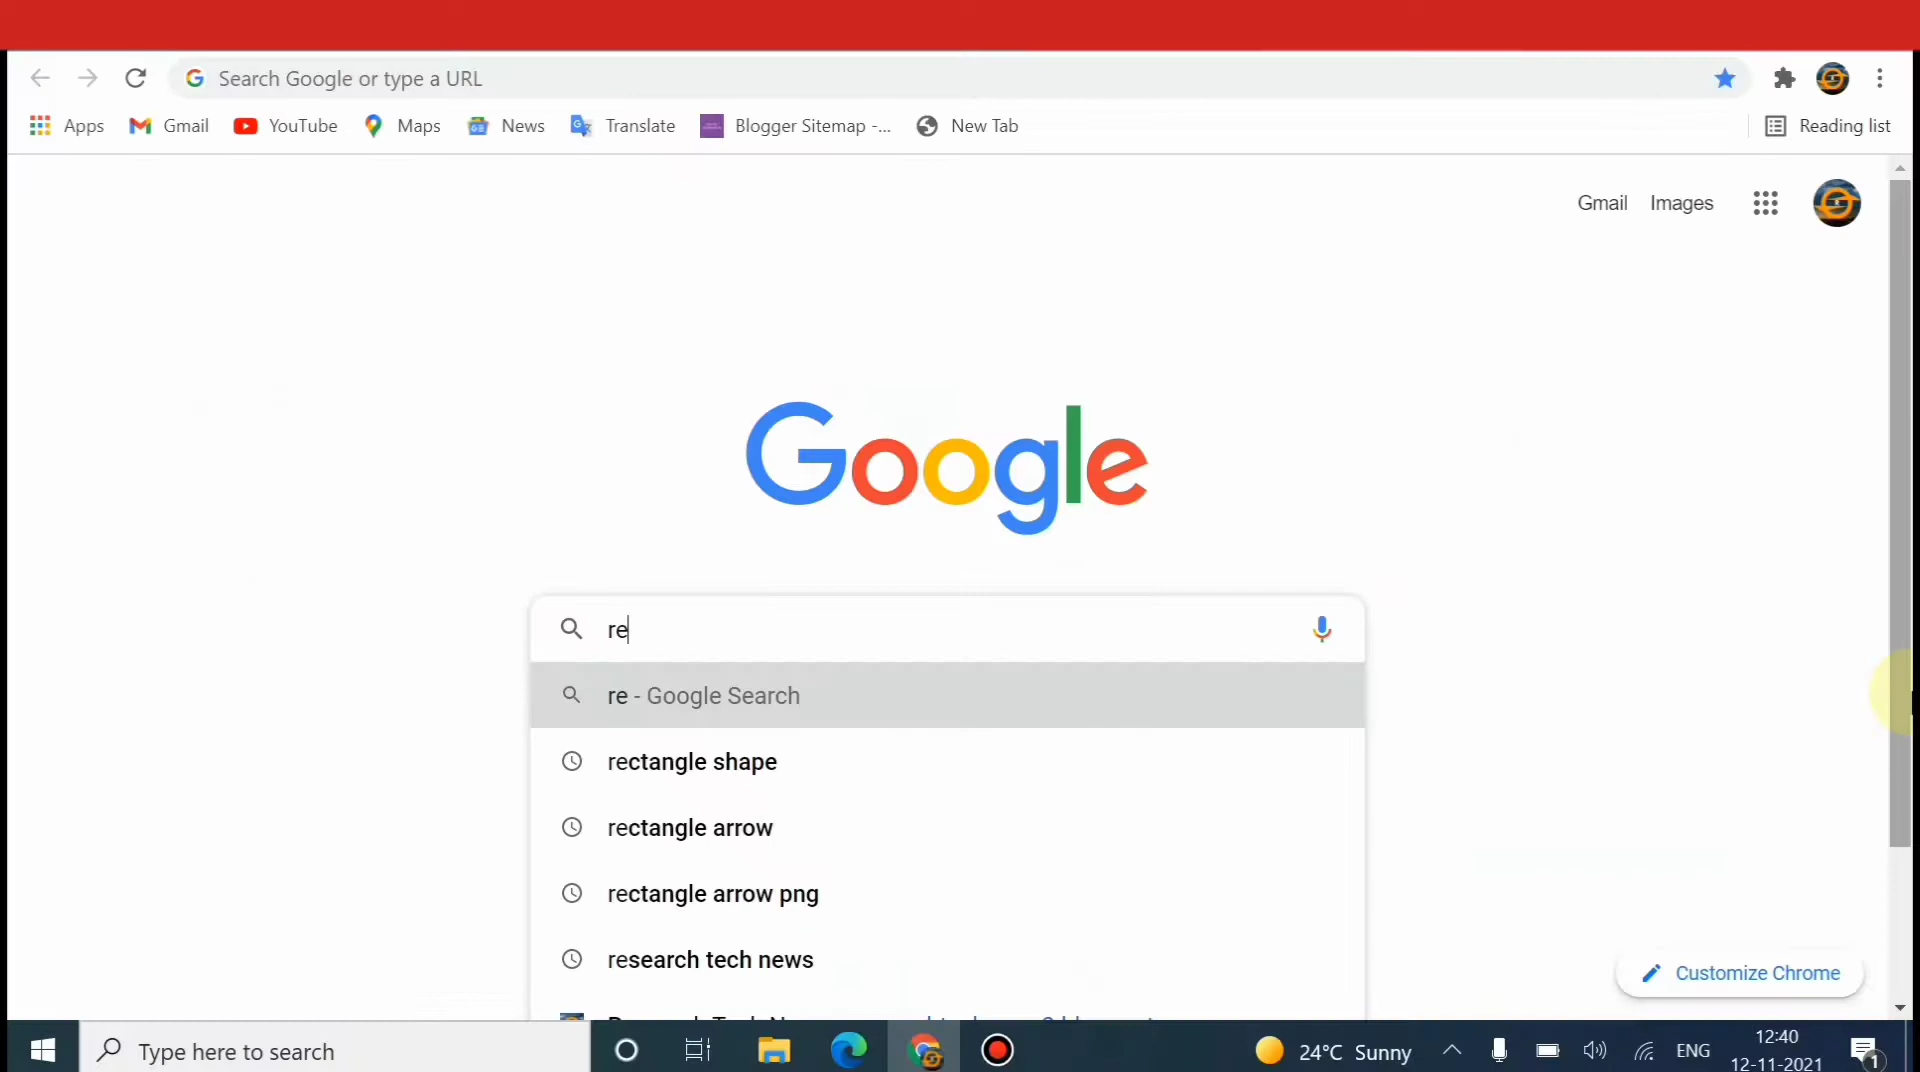 Search Google or type a URL
Apps Gmail YouTube Maps News Translate Blogger Sitemap -... New Tab Reading list
Gmail Images
Google
re
re - Google Search
rectangle shape
rectangle arrow
rectangle arrow png
research tech news
Customize Chrome
Type here to search
24°C Sunny
ENG
12:40
12-11-2021
1